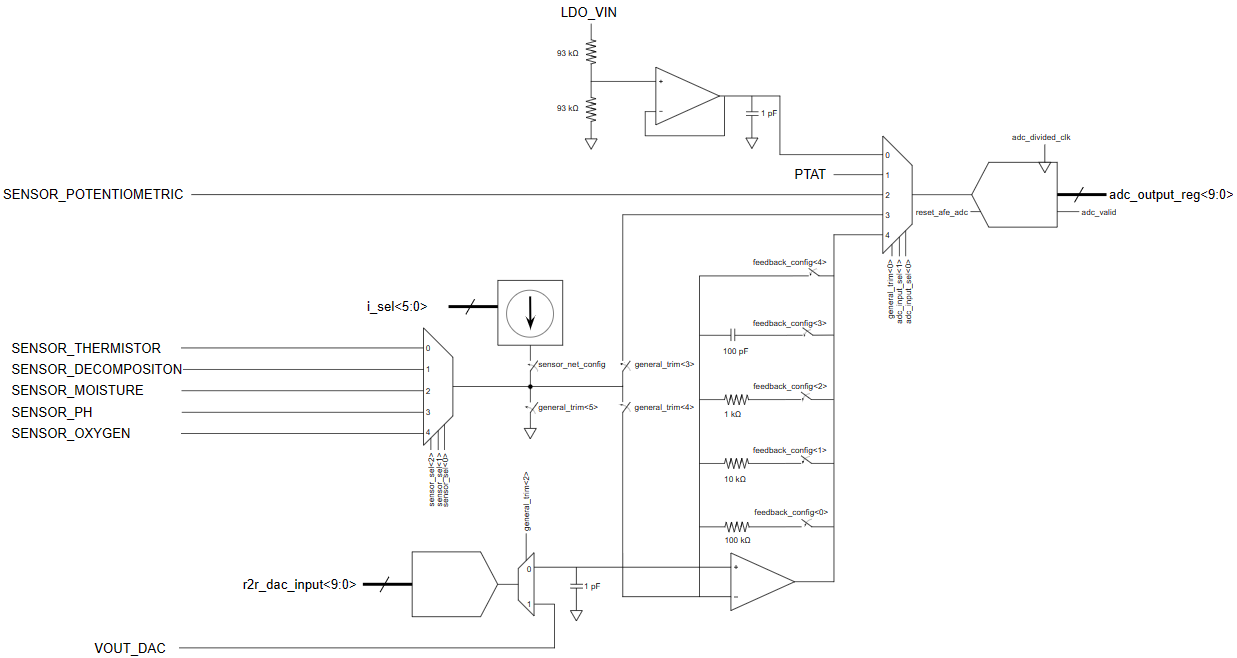 LDO_VIN
93 kΩ
93 kΩ
+
−
1 pF
adc_divided_clk
0
PTAT
1
SENSOR_POTENTIOMETRIC
2
adc_output_reg<9:0>
reset_afe_adc
adc_valid
3
4
general_trim<0>
adc_input_sel<1>
adc_input_sel<0>
feedback_config<4>
i_sel<5:0>
feedback_config<3>
100 pF
SENSOR_THERMISTOR
0
sensor_net_config
general_trim<3>
SENSOR_DECOMPOSITON
1
SENSOR_MOISTURE
2
feedback_config<2>
1 kΩ
SENSOR_PH
3
general_trim<5>
general_trim<4>
SENSOR_OXYGEN
4
sensor_sel<2>
sensor_sel<1>
sensor_sel<0>
feedback_config<1>
10 kΩ
general_trim<2>
feedback_config<0>
100 kΩ
0
+
r2r_dac_input<9:0>
1 pF
−
1
VOUT_DAC